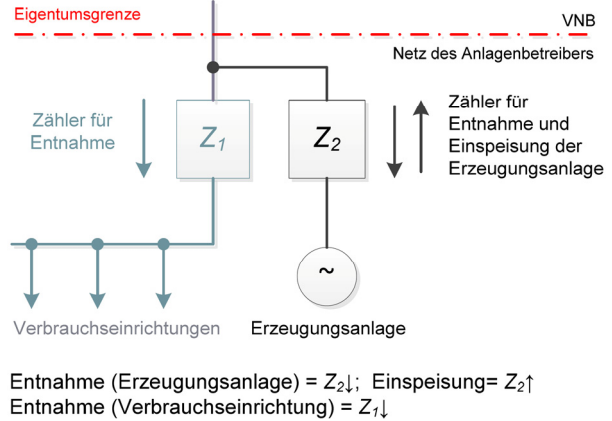 Eigentumsgrenze
VNB
Netz des Anlagenbetreibers
Zähler für
Entnahme
Z1
Z2
Zähler für
Entnahme und
Einspeisung der
Erzeugungsanlage
~
Verbrauchseinrichtungen
Erzeugungsanlage
Entnahme (Erzeugungsanlage) = Z2↓; Einspeisung= Z2↑
Entnahme (Verbrauchseinrichtung) = Z1↓